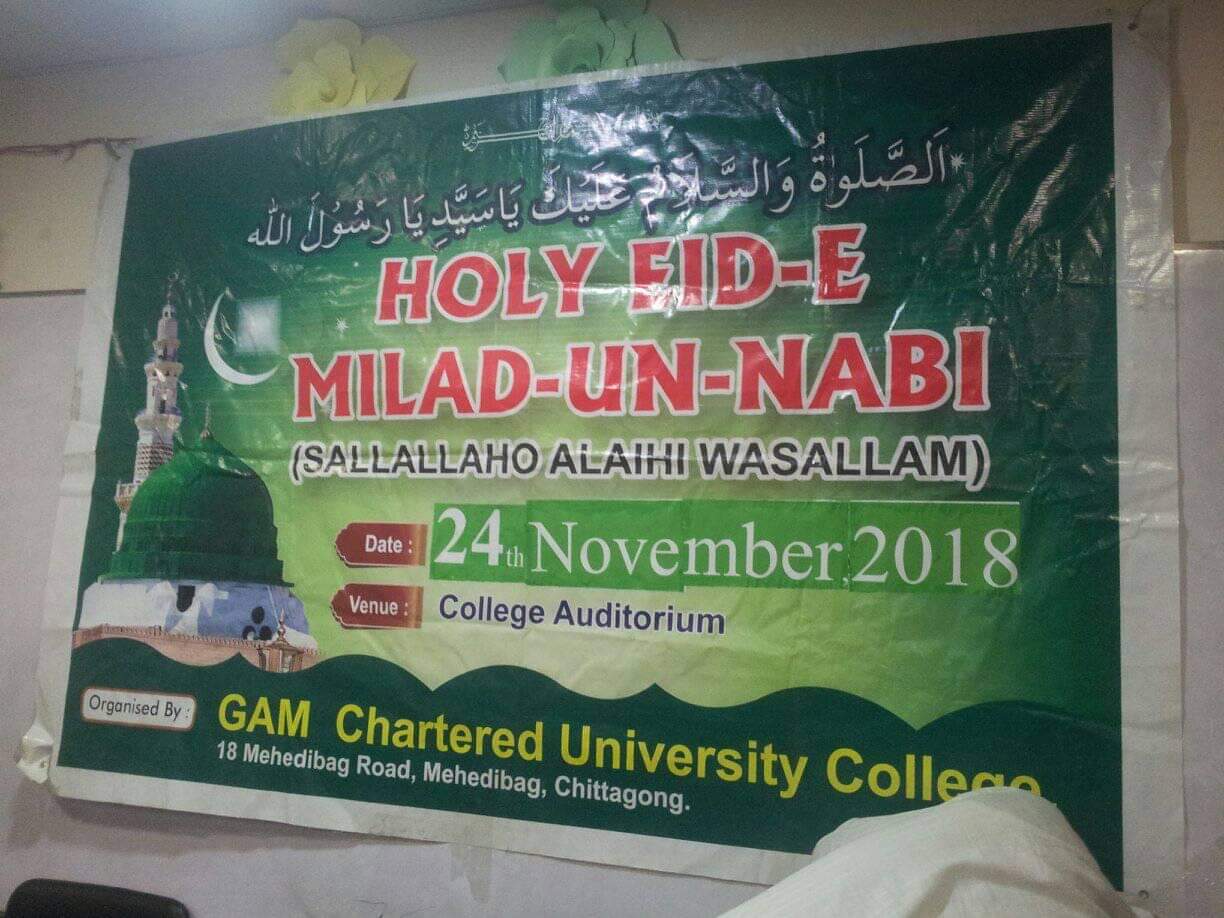 اَلصَّلَوٰةُ وَالسَّلَامُ عَلَيْكَ يَاسَيَّدِ يَا رَسُوْلَ اللّٰه
HOLY EID-E
MILAD-UN-NABI
(SALLALLAHO ALAIHI WASALLAM)
Date : 24th November, 2018
Venue : College Auditorium
Organised By : GAM Chartered University College
18 Mehedibag Road, Mehedibag, Chittagong.